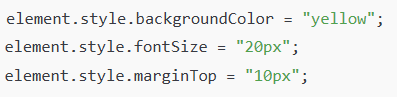 element.style.backgroundColor = "yellow";
element.style.fontSize = "20px";
element.style.marginTop = "10px";